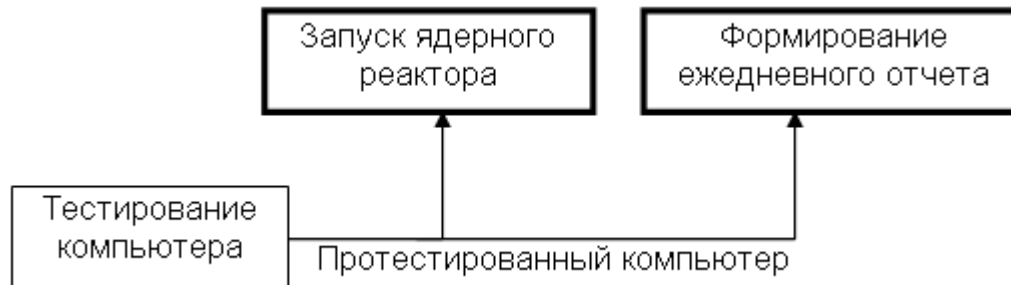 Запуск ядерного
реактора
Формирование
ежедневного отчета
Тестирование
компьютера
Протестированный компьютер